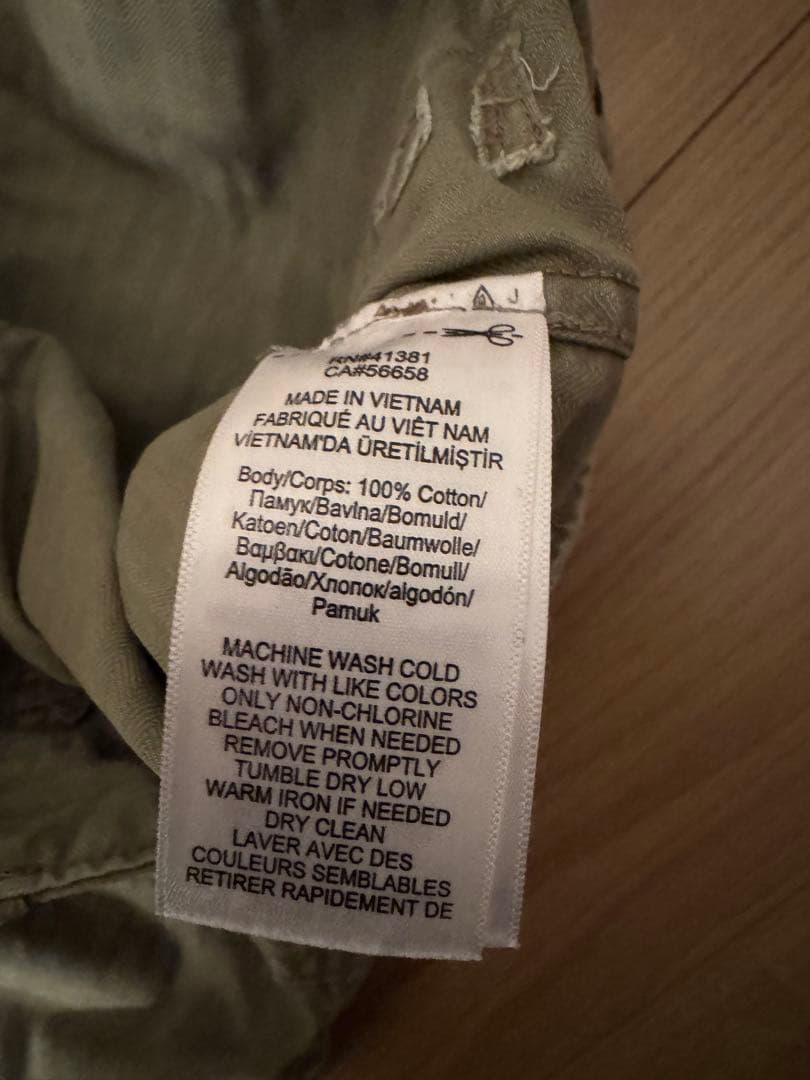 J
RN#41381
CA#56658
MADE IN VIETNAM
FABRIQUÉ AU VIÊT NAM
VİETNAM'DA ÜRETİLMİŞTİR
Body/Corps: 100% Cotton/
Памук/Bavlna/Bomuld/
Katoen/Coton/Baumwolle/
Βαμβακι/Cotone/Bomull/
Algodão/Хлопок/algodón/
Pamuk
MACHINE WASH COLD
WASH WITH LIKE COLORS
ONLY NON-CHLORINE
BLEACH WHEN NEEDED
REMOVE PROMPTLY
TUMBLE DRY LOW
WARM IRON IF NEEDED
DRY CLEAN
LAVER AVEC DES
COULEURS SEMBLABLES
RETIRER RAPIDEMENT DE